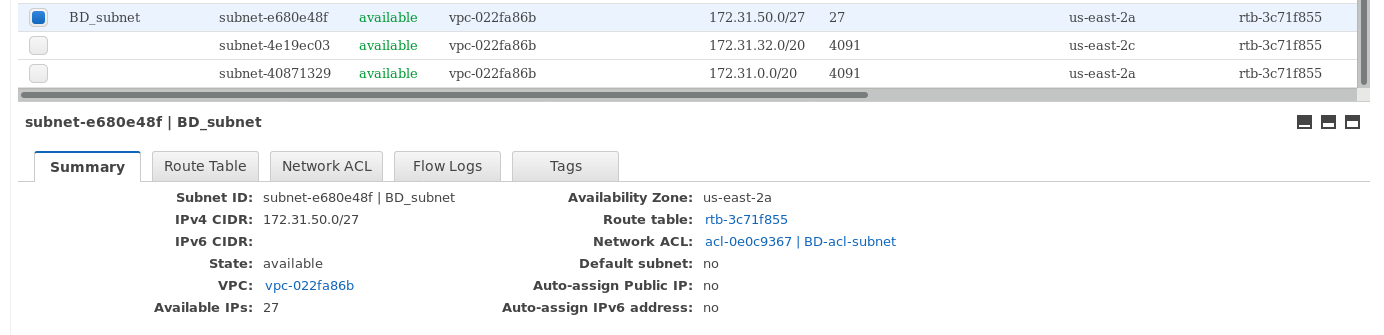 BD_subnet subnet-e680e48f available vpc-022fa86b 172.31.50.0/27 27 us-east-2a rtb-3c71f855
subnet-4e19ec03 available vpc-022fa86b 172.31.32.0/20 4091 us-east-2c rtb-3c71f855
subnet-40871329 available vpc-022fa86b 172.31.0.0/20 4091 us-east-2a rtb-3c71f855
subnet-e680e48f | BD_subnet
Summary Route Table Network ACL Flow Logs Tags
Subnet ID: subnet-e680e48f | BD_subnet Availability Zone: us-east-2a
IPv4 CIDR: 172.31.50.0/27 Route table: rtb-3c71f855
IPv6 CIDR: Network ACL: acl-0e0c9367 | BD-acl-subnet
State: available Default subnet: no
VPC: vpc-022fa86b Auto-assign Public IP: no
Available IPs: 27 Auto-assign IPv6 address: no